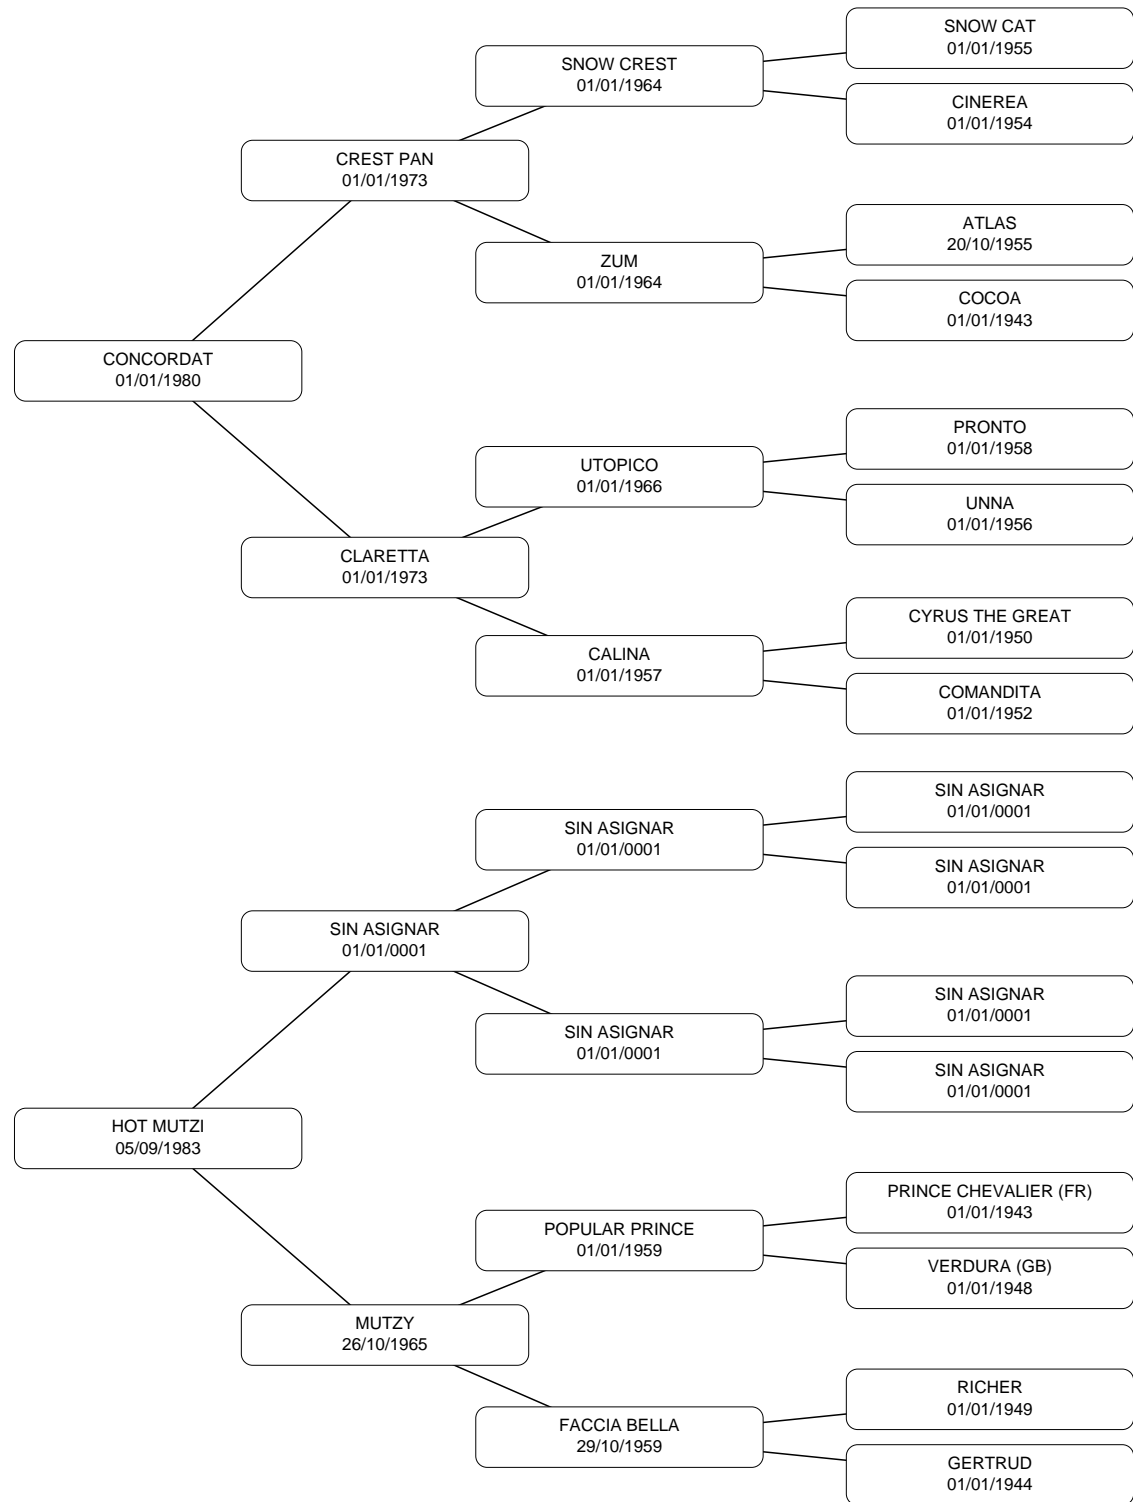 SNOW CAT
01/01/1955
SNOW CREST
01/01/1964
CINEREA
01/01/1954
CREST PAN
01/01/1973
ATLAS
20/10/1955
ZUM
01/01/1964
COCOA
01/01/1943
CONCORDAT
01/01/1980
PRONTO
01/01/1958
UTOPICO
01/01/1966
UNNA
01/01/1956
CLARETTA
01/01/1973
CYRUS THE GREAT
01/01/1950
CALINA
01/01/1957
COMANDITA
01/01/1952
SIN ASIGNAR
01/01/0001
SIN ASIGNAR
01/01/0001
SIN ASIGNAR
01/01/0001
SIN ASIGNAR
01/01/0001
SIN ASIGNAR
01/01/0001
SIN ASIGNAR
01/01/0001
SIN ASIGNAR
01/01/0001
HOT MUTZI
05/09/1983
PRINCE CHEVALIER (FR)
01/01/1943
POPULAR PRINCE
01/01/1959
VERDURA (GB)
01/01/1948
MUTZY
26/10/1965
RICHER
01/01/1949
FACCIA BELLA
29/10/1959
GERTRUD
01/01/1944